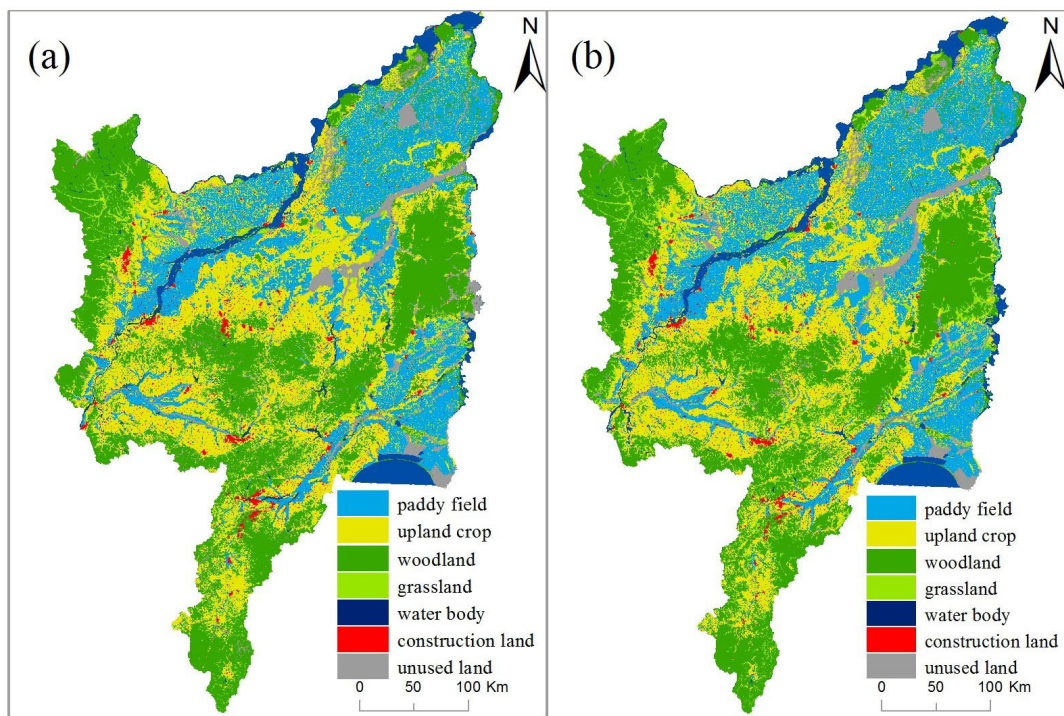 (a)
N
paddy field
upland crop
woodland
grassland
water body
construction land
unused land
0 50 100 Km
(b)
N
paddy field
upland crop
woodland
grassland
water body
construction land
unused land
0 50 100 Km